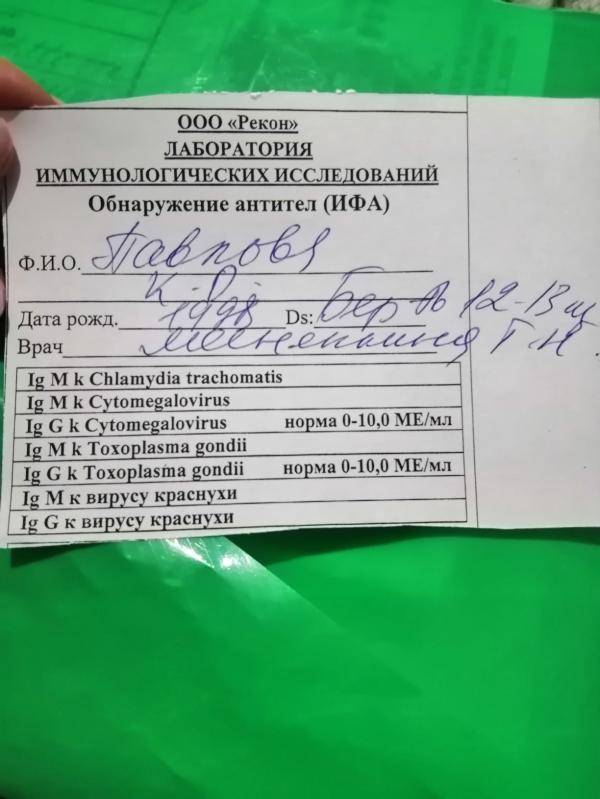 ООО «Рекон»
ЛАБОРАТОРИЯ
ИММУНОЛОГИЧЕСКИХ ИССЛЕДОВАНИЙ
Обнаружение антител (ИФА)
Ф.И.О. Павлова
Дата рожд. 1998 Ds: Бер-ть 12-13
Врач Г.Н.
Ig M k Chlamydia trachomatis
Ig M k Cytomegalovirus
Ig G k Cytomegalovirus норма 0-10,0 МЕ/мл
Ig M k Toxoplasma gondii
Ig G k Toxoplasma gondii норма 0-10,0 МЕ/мл
Ig M к вирусу краснухи
Ig G к вирусу краснухи